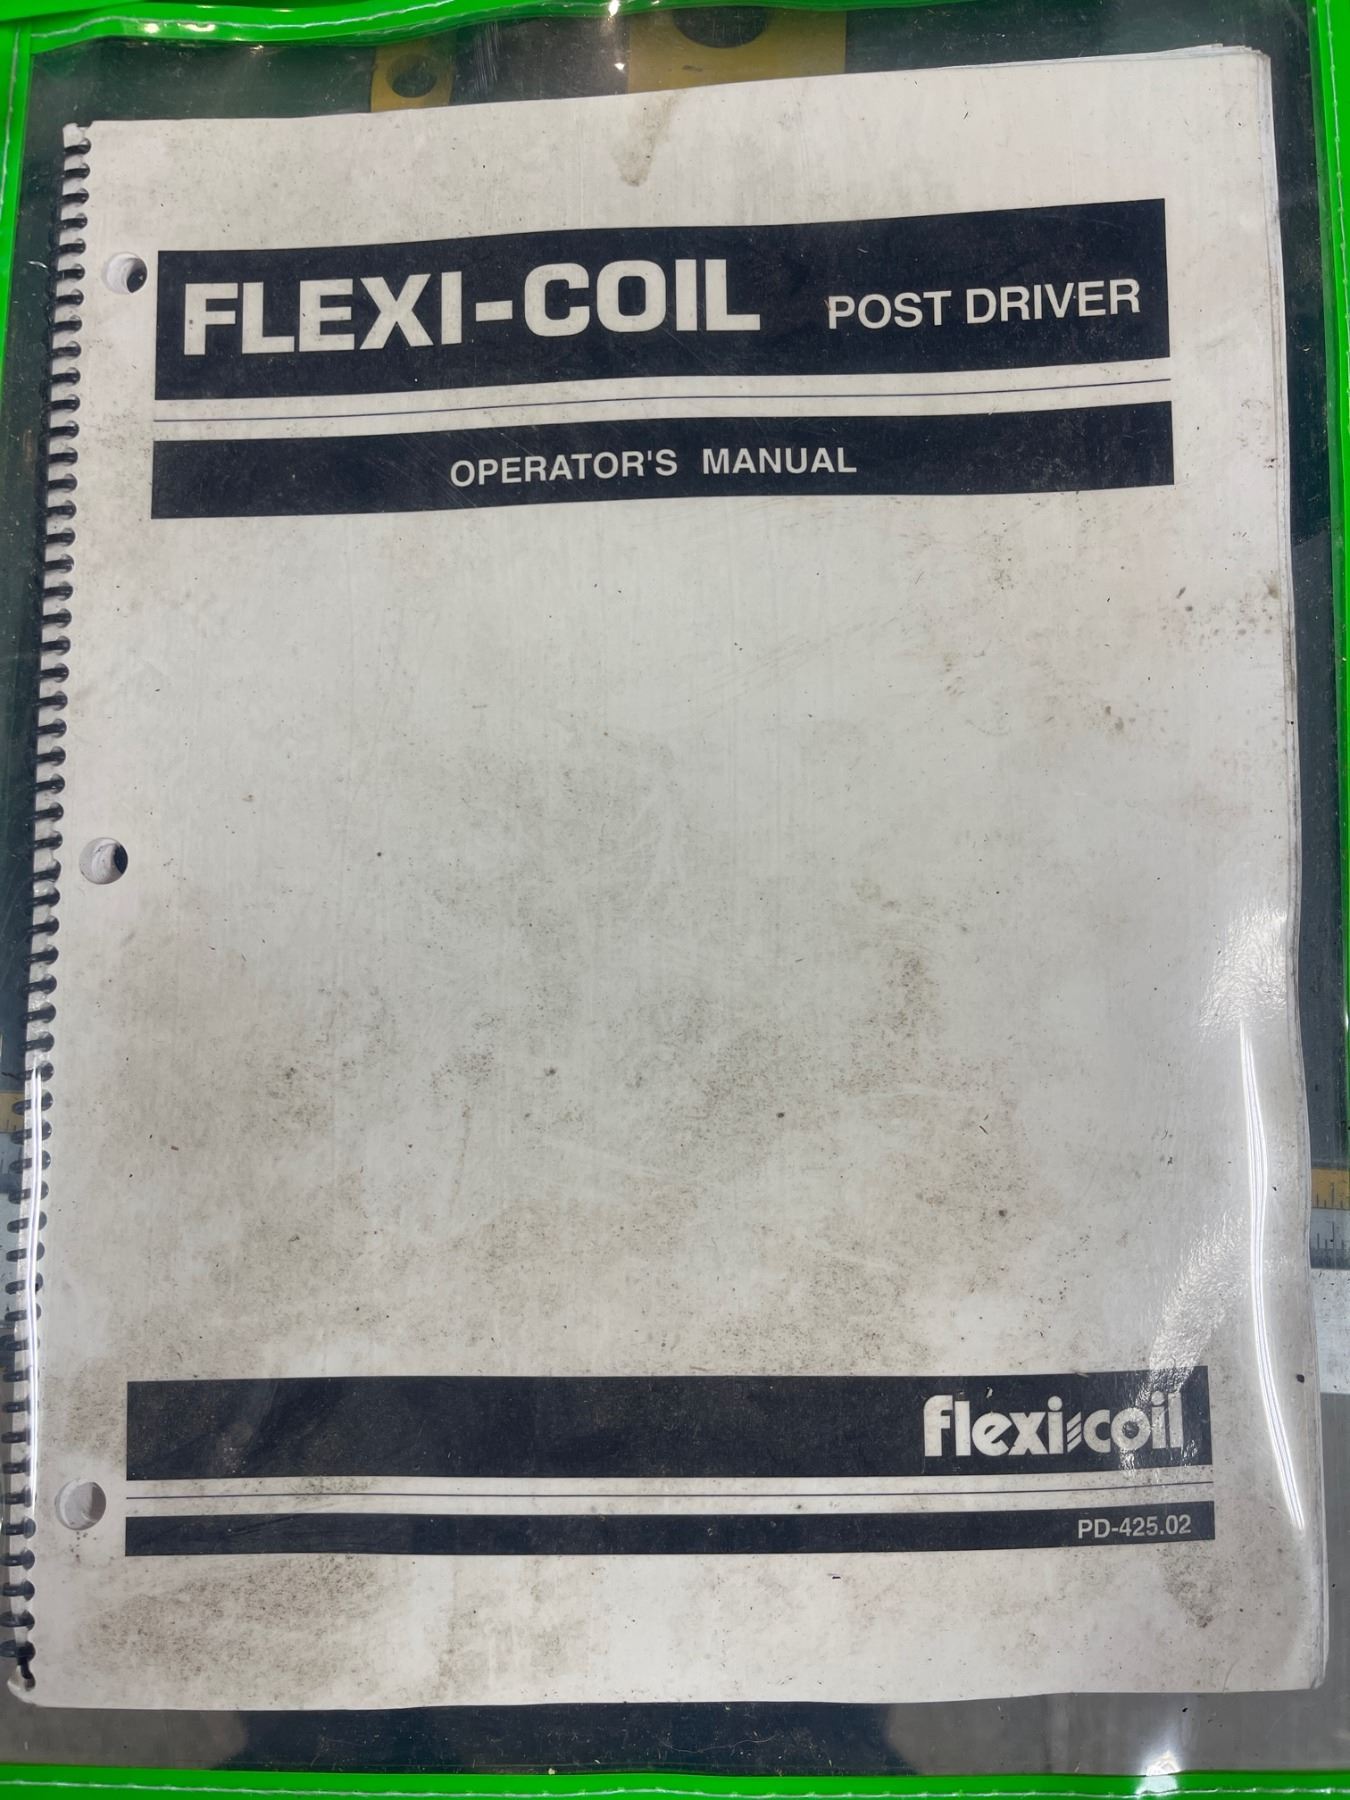 FLEXI-COIL POST DRIVER
OPERATOR'S MANUAL
flexi-coil
PD-425.02